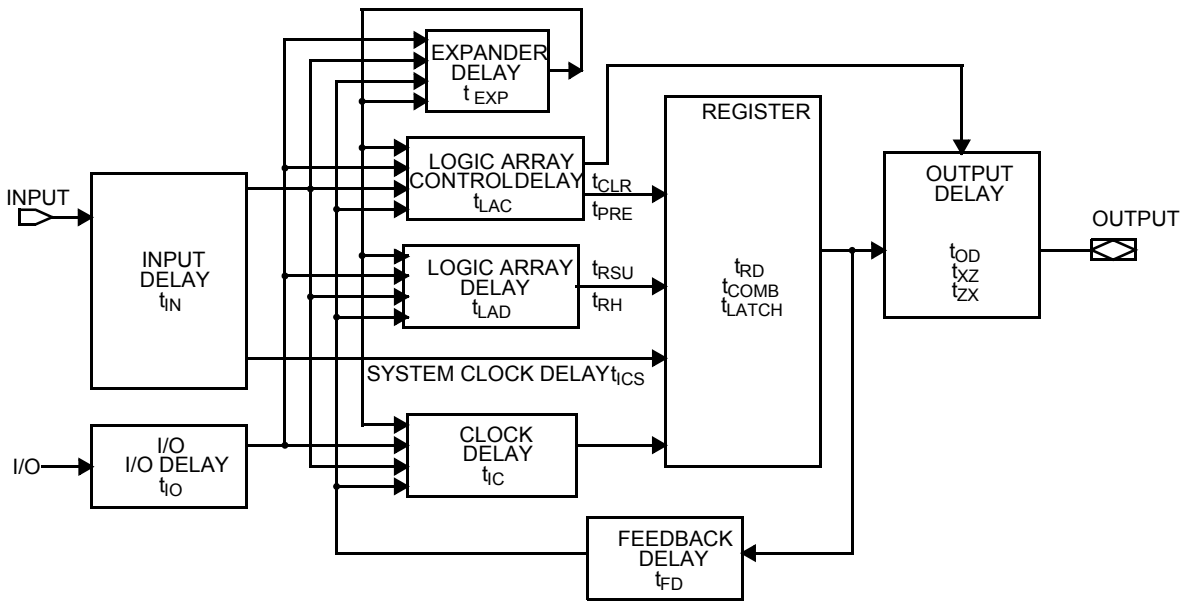 EXPANDER
DELAY
t EXP
REGISTER
LOGIC ARRAY
CONTROLDELAY
tLAC
tCLR
tPRE
OUTPUT
DELAY
tOD
tXZ
tZX
INPUT
OUTPUT
INPUT
DELAY
tIN
LOGIC ARRAY
DELAY
tLAD
tRSU
tRH
tRD
tCOMB
tLATCH
SYSTEM CLOCK DELAYtICS
CLOCK
DELAY
tIC
I/O
I/O
I/O DELAY
tIO
FEEDBACK
DELAY
tFD